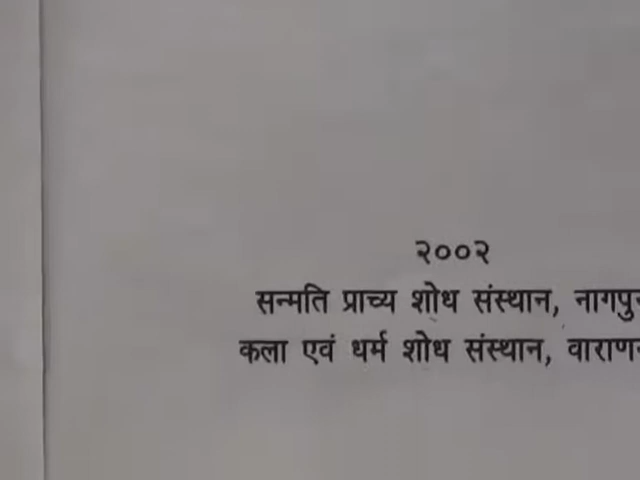 २००२
सन्मति प्राच्य शोध संस्थान,
कला एवं धर्म शोध संस्थान,